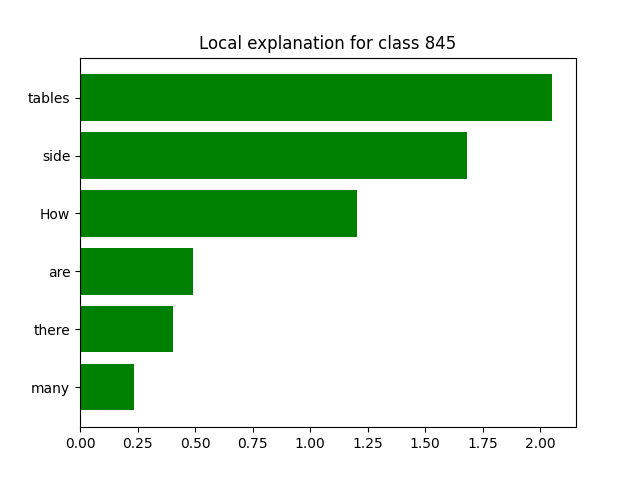 Local explanation for class 845
tables
side
How
are
there
many
0.00 0.25 0.50 0.75 1.00 1.25 1.50 1.75 2.00